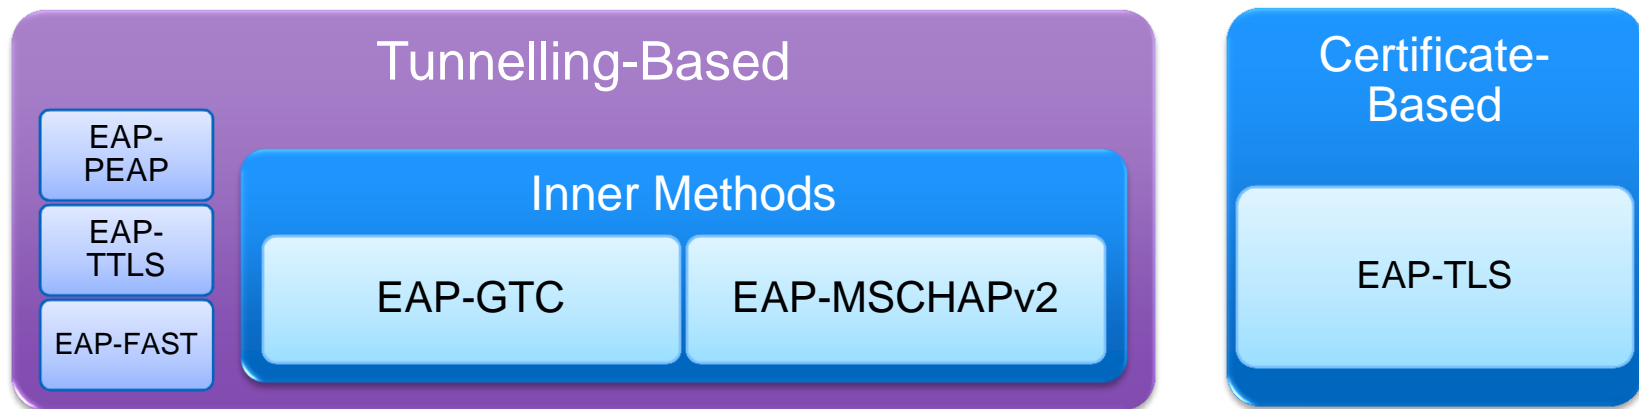 Tunnelling-Based
EAP-
PEAP
EAP-
TTLS
EAP-FAST
Inner Methods
EAP-GTC
EAP-MSCHAPv2
Certificate-
Based
EAP-TLS